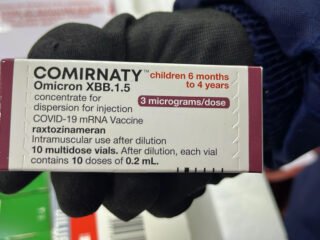 COMIRNATY™ children 6 months
to 4 years
Omicron XBB.1.5
concentrate for
dispersion for injection
3 micrograms/dose
COVID-19 mRNA Vaccine
raxtozinameran
Intramuscular use after dilution
10 multidose vials. After dilution, each vial
contains 10 doses of 0.2 mL.